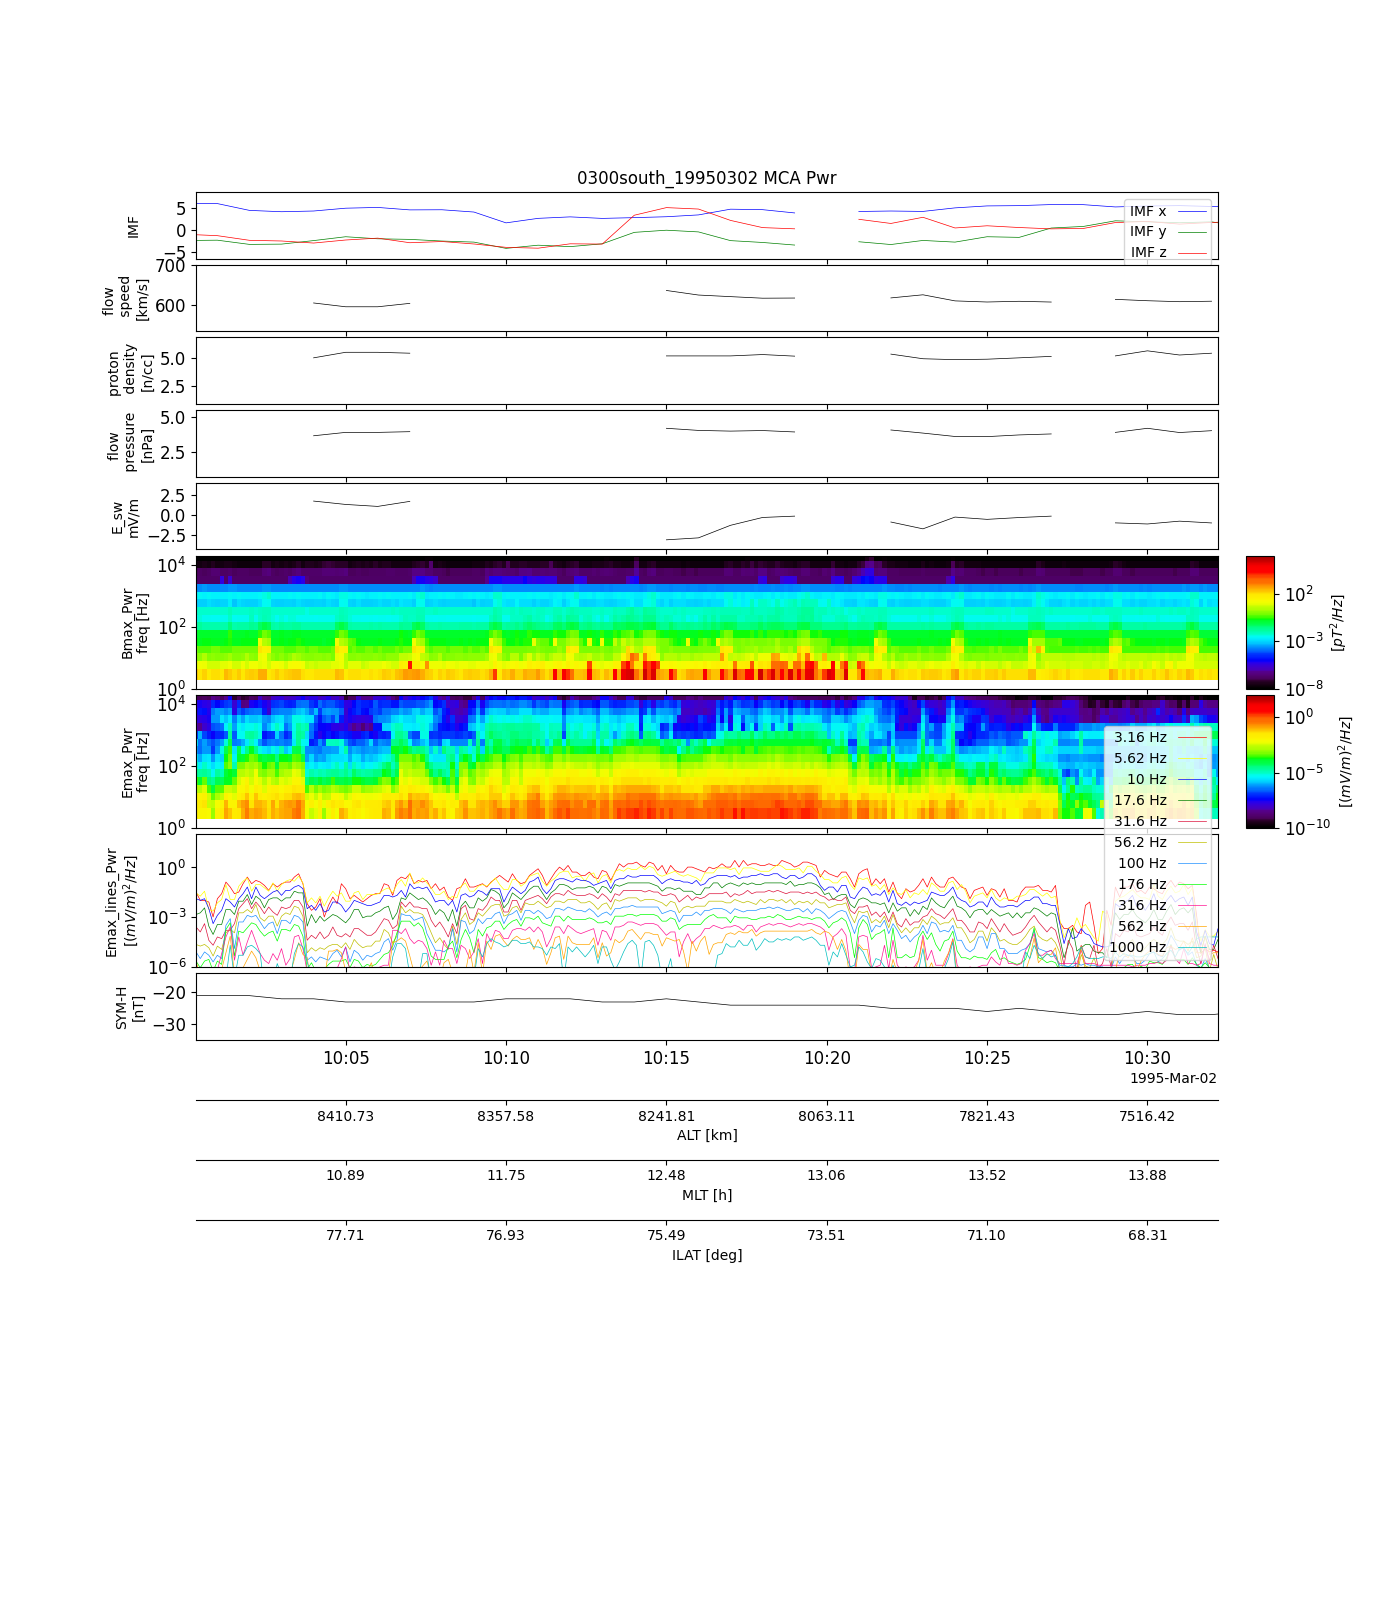 0300south_19950302 MCA Pwr
5
0
−5
IMF
IMF x
IMF y
IMF z
700
600
flow
speed
[km/s]
5.0
2.5
proton
density
[n/cc]
5.0
2.5
flow
pressure
[nPa]
2.5
0.0
−2.5
E_sw
mV/m
10^4
10^2
10^0
Bmax_Pwr
freq [Hz]
10^2
10^−3
10^−8
[pT^2/Hz]
10^4
10^2
10^0
Emax_Pwr
freq [Hz]
10^0
10^−5
10^−10
[(mV/m)^2/Hz]
3.16 Hz
5.62 Hz
10 Hz
17.6 Hz
31.6 Hz
56.2 Hz
100 Hz
176 Hz
316 Hz
562 Hz
1000 Hz
10^0
10^−3
10^−6
Emax_lines_Pwr
[(mV/m)^2/Hz]
−20
−30
SYM-H
[nT]
10:05 10:10 10:15 10:20 10:25 10:30
1995-Mar-02
8410.73 8357.58 8241.81 8063.11 7821.43 7516.42
ALT [km]
10.89 11.75 12.48 13.06 13.52 13.88
MLT [h]
77.71 76.93 75.49 73.51 71.10 68.31
ILAT [deg]